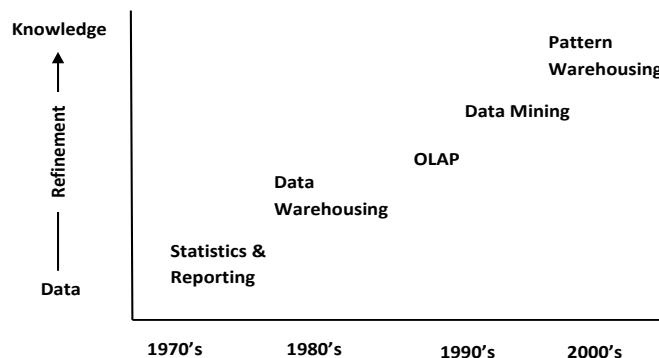 Knowledge
Refinement
Data
Pattern
Warehousing
Data Mining
OLAP
Data
Warehousing
Statistics &
Reporting
1970's
1980's
1990's
2000's